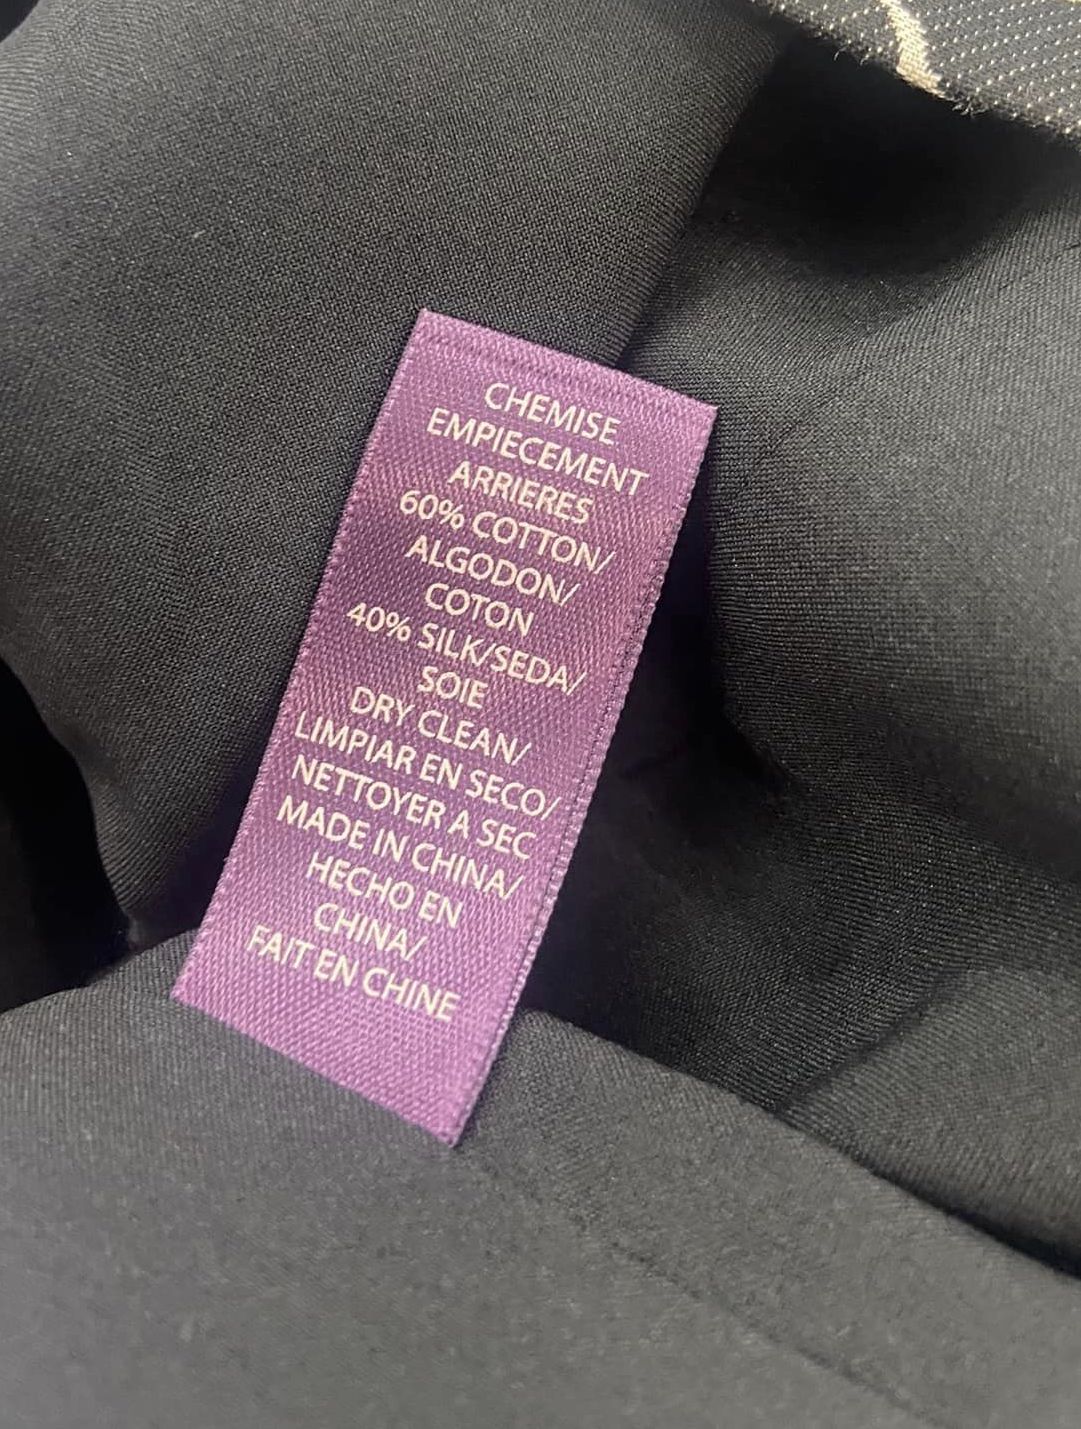 CHEMISE
EMPIECEMENT
ARRIERES
60% COTTON/
ALGODON/
COTON
40% SILK/SEDA/
SOIE
DRY CLEAN/
LIMPIAR EN SECO/
NETTOYER A SEC
MADE IN CHINA/
HECHO EN
CHINA/
FAIT EN CHINE